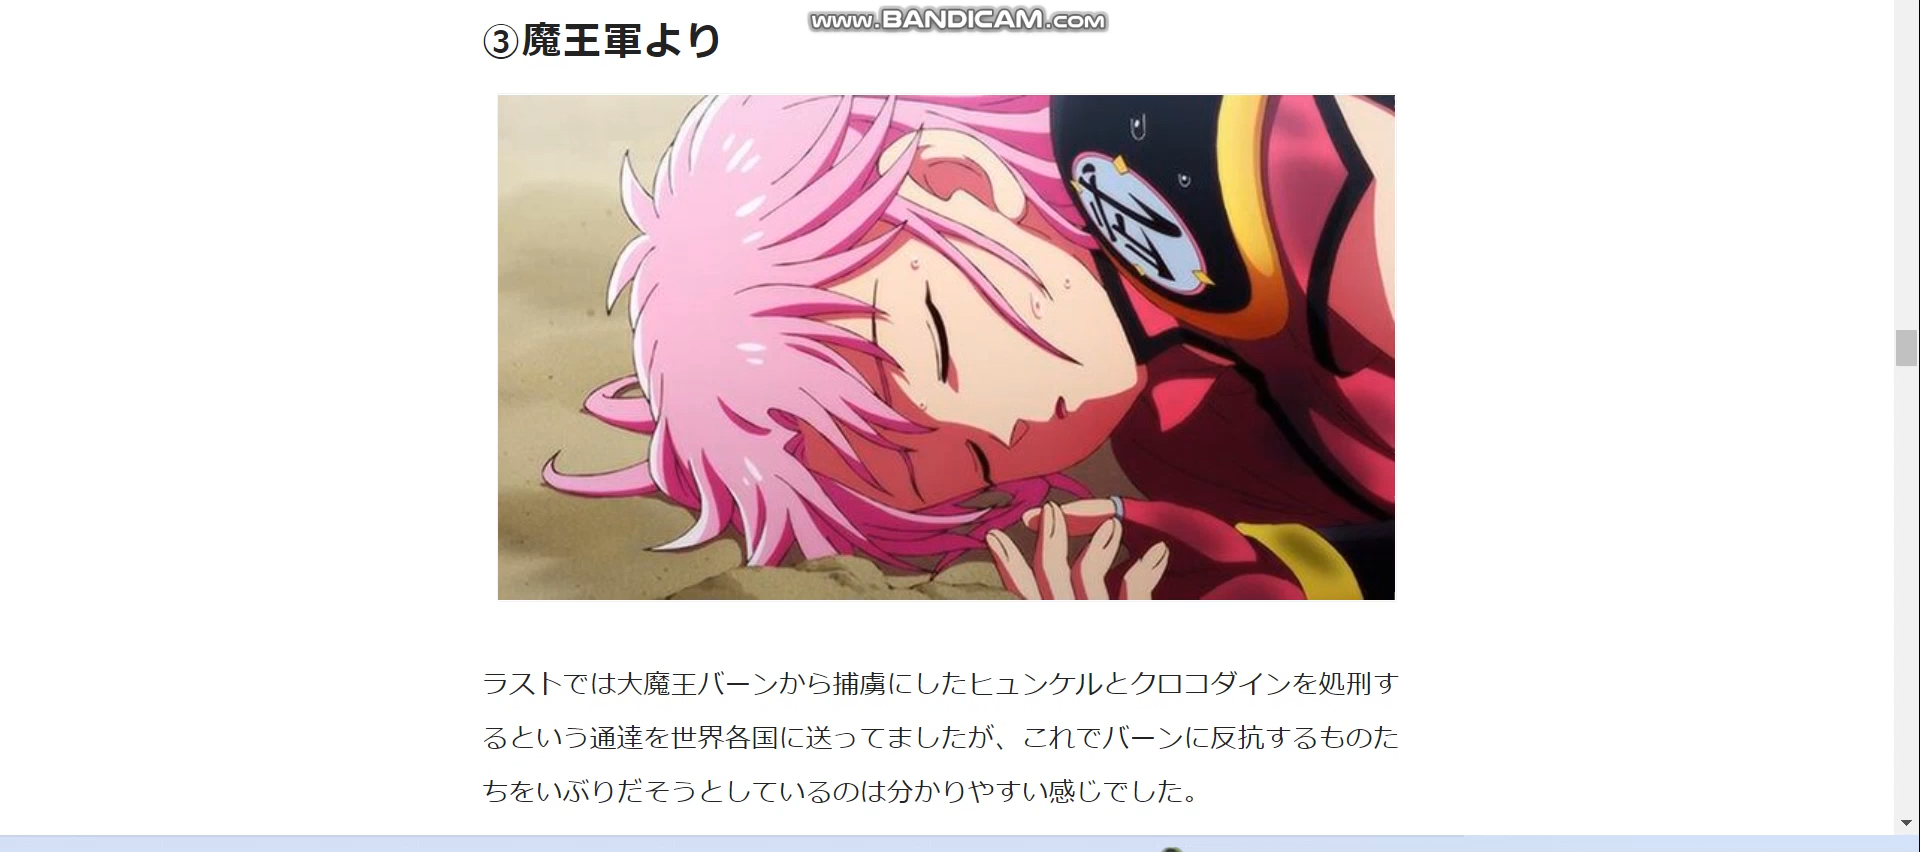 www.BANDICAM.com
③魔王軍より
ラストでは大魔王バーンから捕虜にしたヒュンケルとクロコダインを処刑す
るという通達を世界各国に送ってましたが、これでバーンに反抗するものた
ちをいぶりだそうとしているのは分かりやすい感じでした。